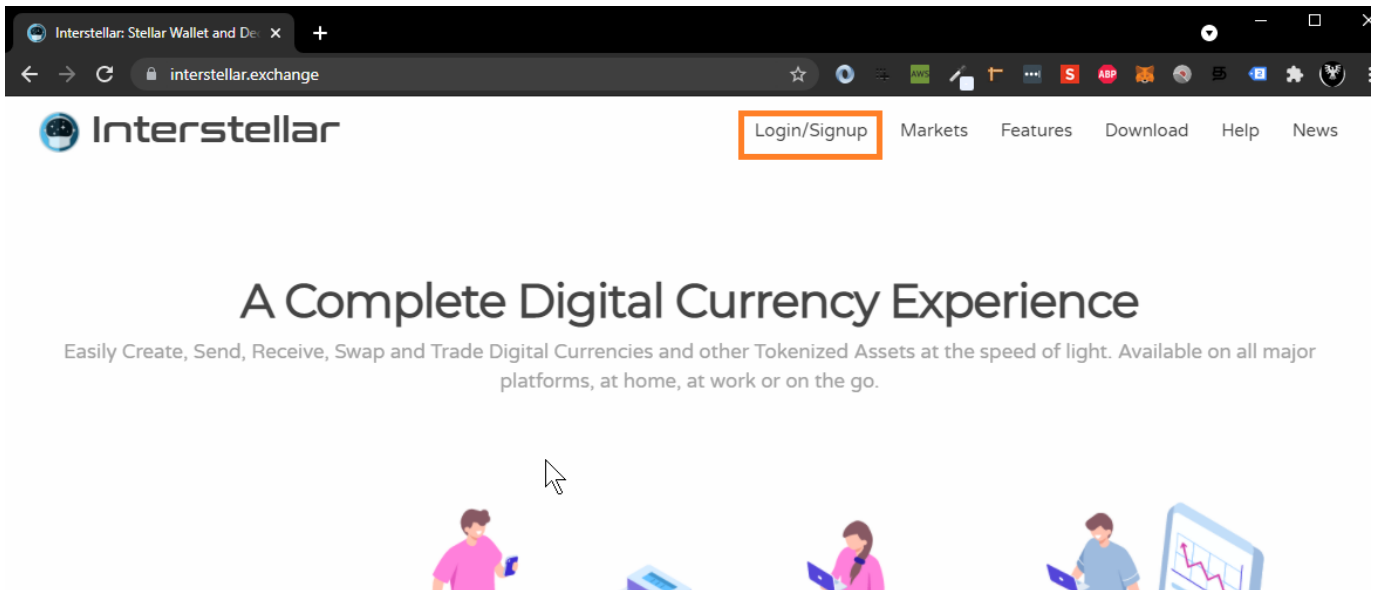 Interstellar: Stellar Wallet and De
interstellar.exchange
AWS
S
ABP
Interstellar
Login/Signup
Markets
Features
Download
Help
News
A Complete Digital Currency Experience
Easily Create, Send, Receive, Swap and Trade Digital Currencies and other Tokenized Assets at the speed of light. Available on all major
platforms, at home, at work or on the go.